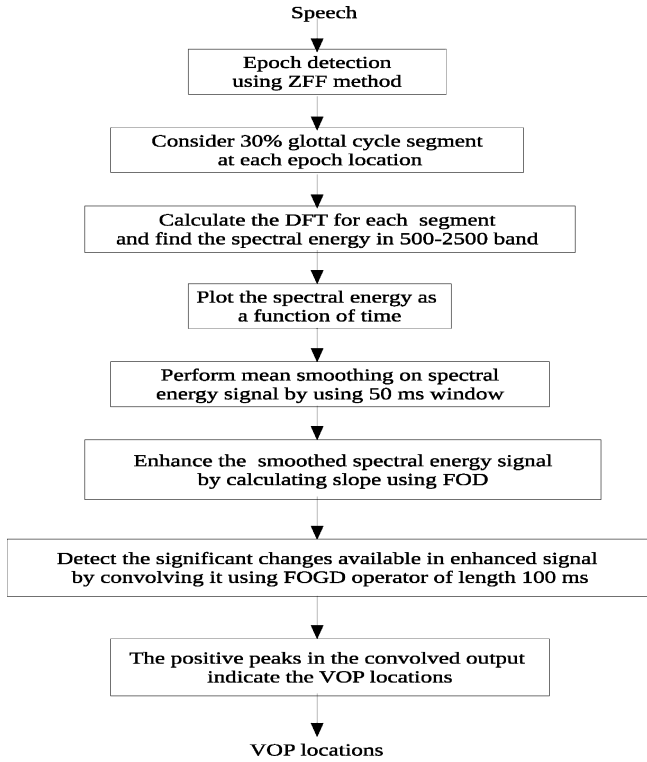 Speech
Epoch detection
using ZFF method
Consider 30% glottal cycle segment
at each epoch location
Calculate the DFT for each segment
and find the spectral energy in 500-2500 band
Plot the spectral energy as
a function of time
Perform mean smoothing on spectral
energy signal by using 50 ms window
Enhance the smoothed spectral energy signal
by calculating slope using FOD
Detect the significant changes available in enhanced signal
by convolving it using FOGD operator of length 100 ms
The positive peaks in the convolved output
indicate the VOP locations
VOP locations